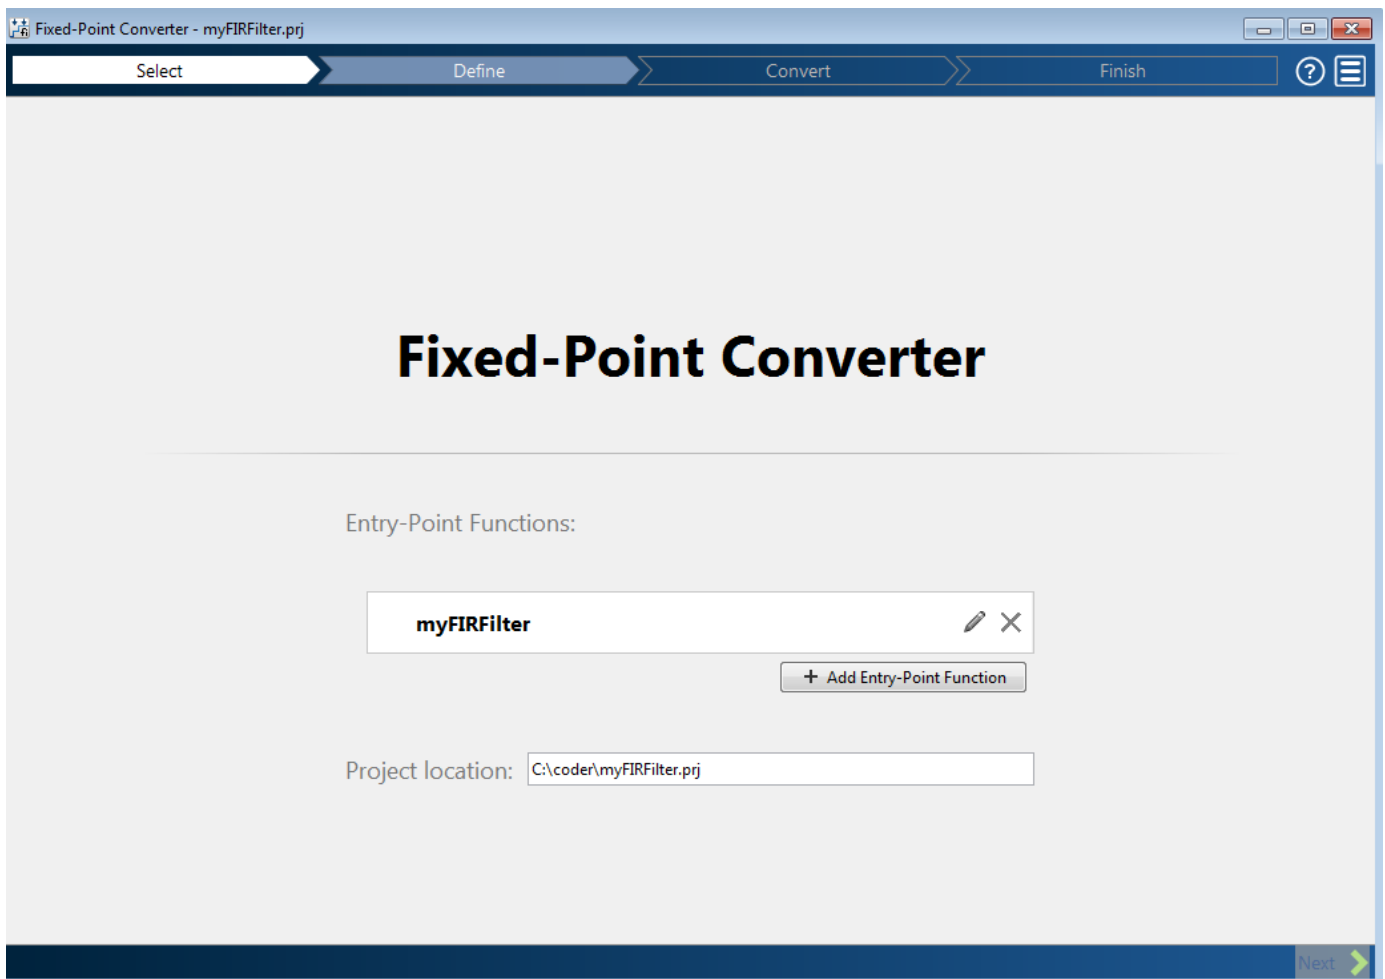 Fixed-Point Converter - myFIRFilter.prj
Select Define Convert Finish
Fixed-Point Converter
Entry-Point Functions:
myFIRFilter
+ Add Entry-Point Function
Project location: C:\coder\myFIRFilter.prj
Next